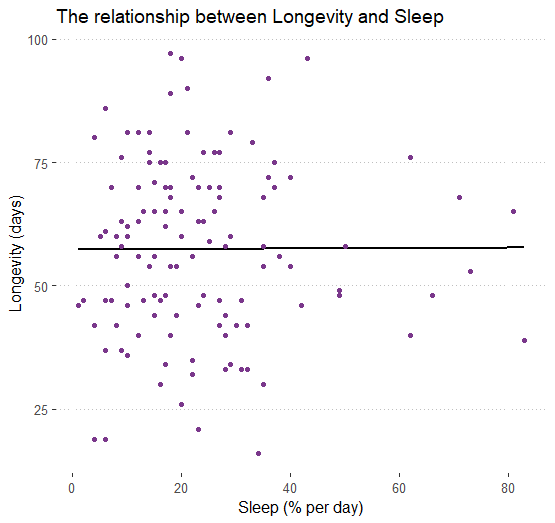 The relationship between Longevity and Sleep
Longevity (days)
100
75
50
25
0 20 40 60 80
Sleep (% per day)